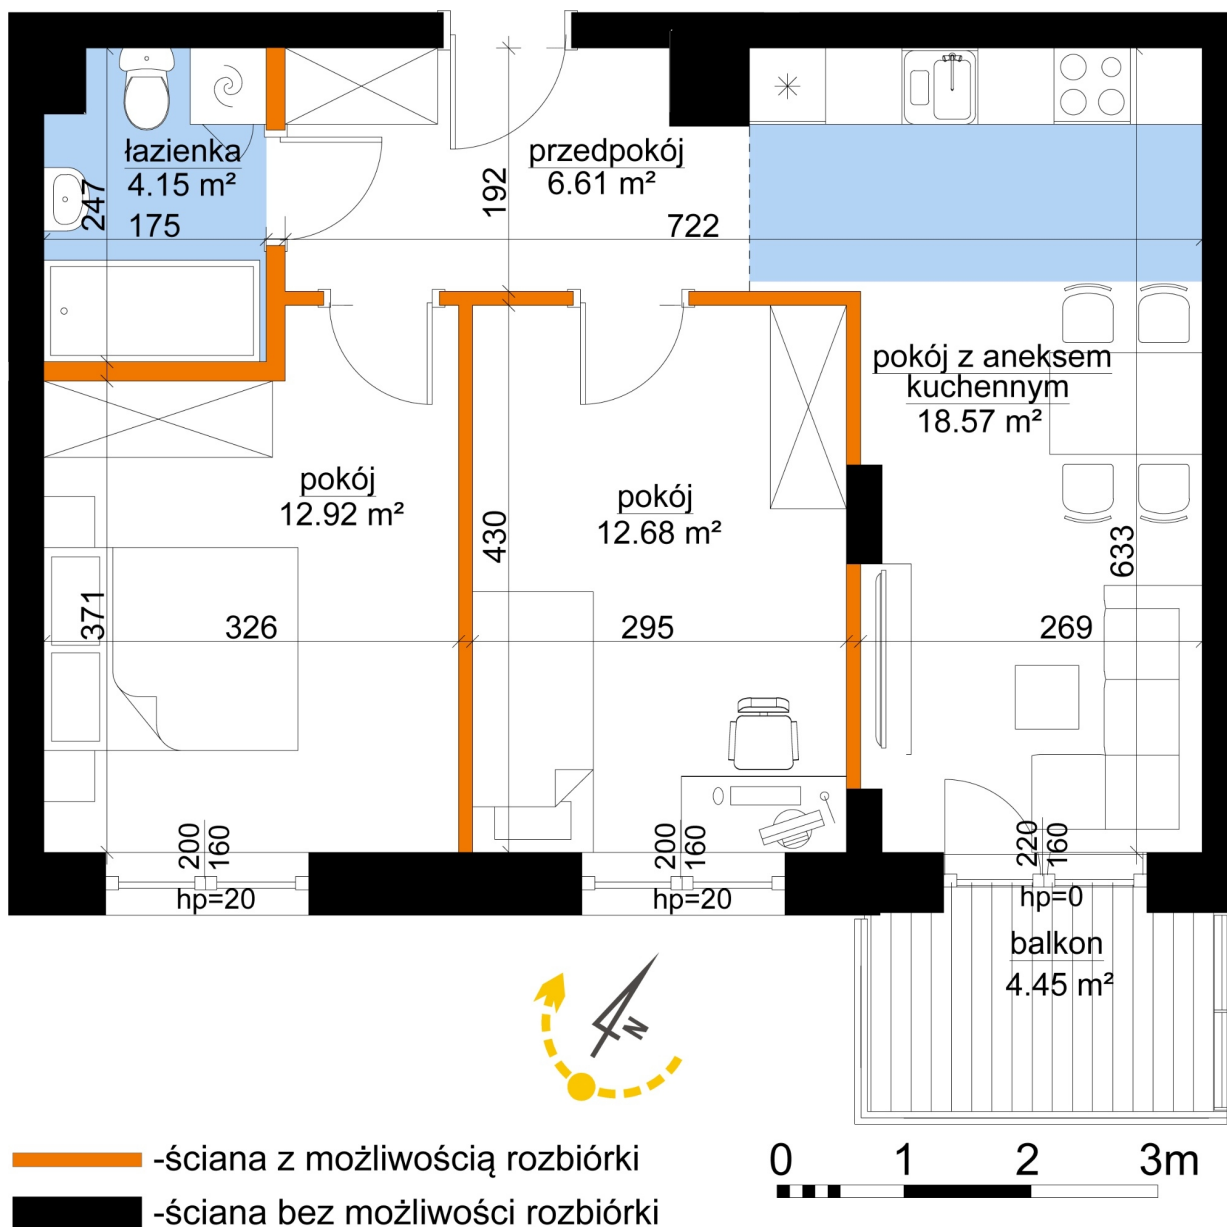 łazienka
4.15 m²
247
175
przedpokój
6.61 m²
192
722
pokój z aneksem
kuchennym
18.57 m²
pokój
12.92 m²
pokój
12.68 m²
430
633
371
326
295
269
200
160
hp=20
200
160
hp=20
220
160
hp=0
balkon
4.45 m²
N
-ściana z możliwością rozbiórki
0 1 2 3m
-ściana bez możliwości rozbiórki